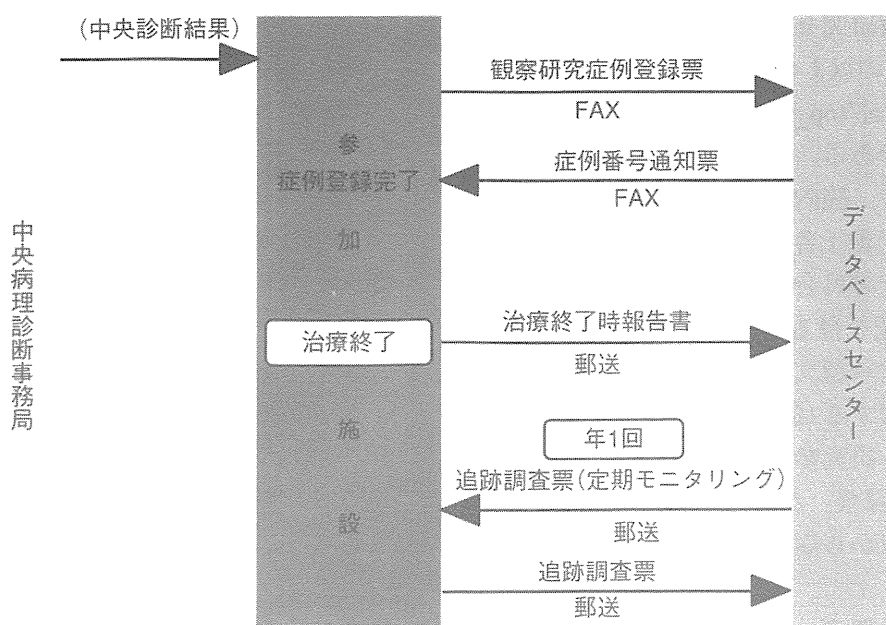 (中央診断結果)
観察研究症例登録票
FAX
症例番号通知票
FAX
参
症例登録完了
加
施
設
中央病理診断事務局
データベースセンター
治療終了
治療終了時報告書
郵送
年1回
追跡調査票(定期モニタリング)
郵送
追跡調査票
郵送